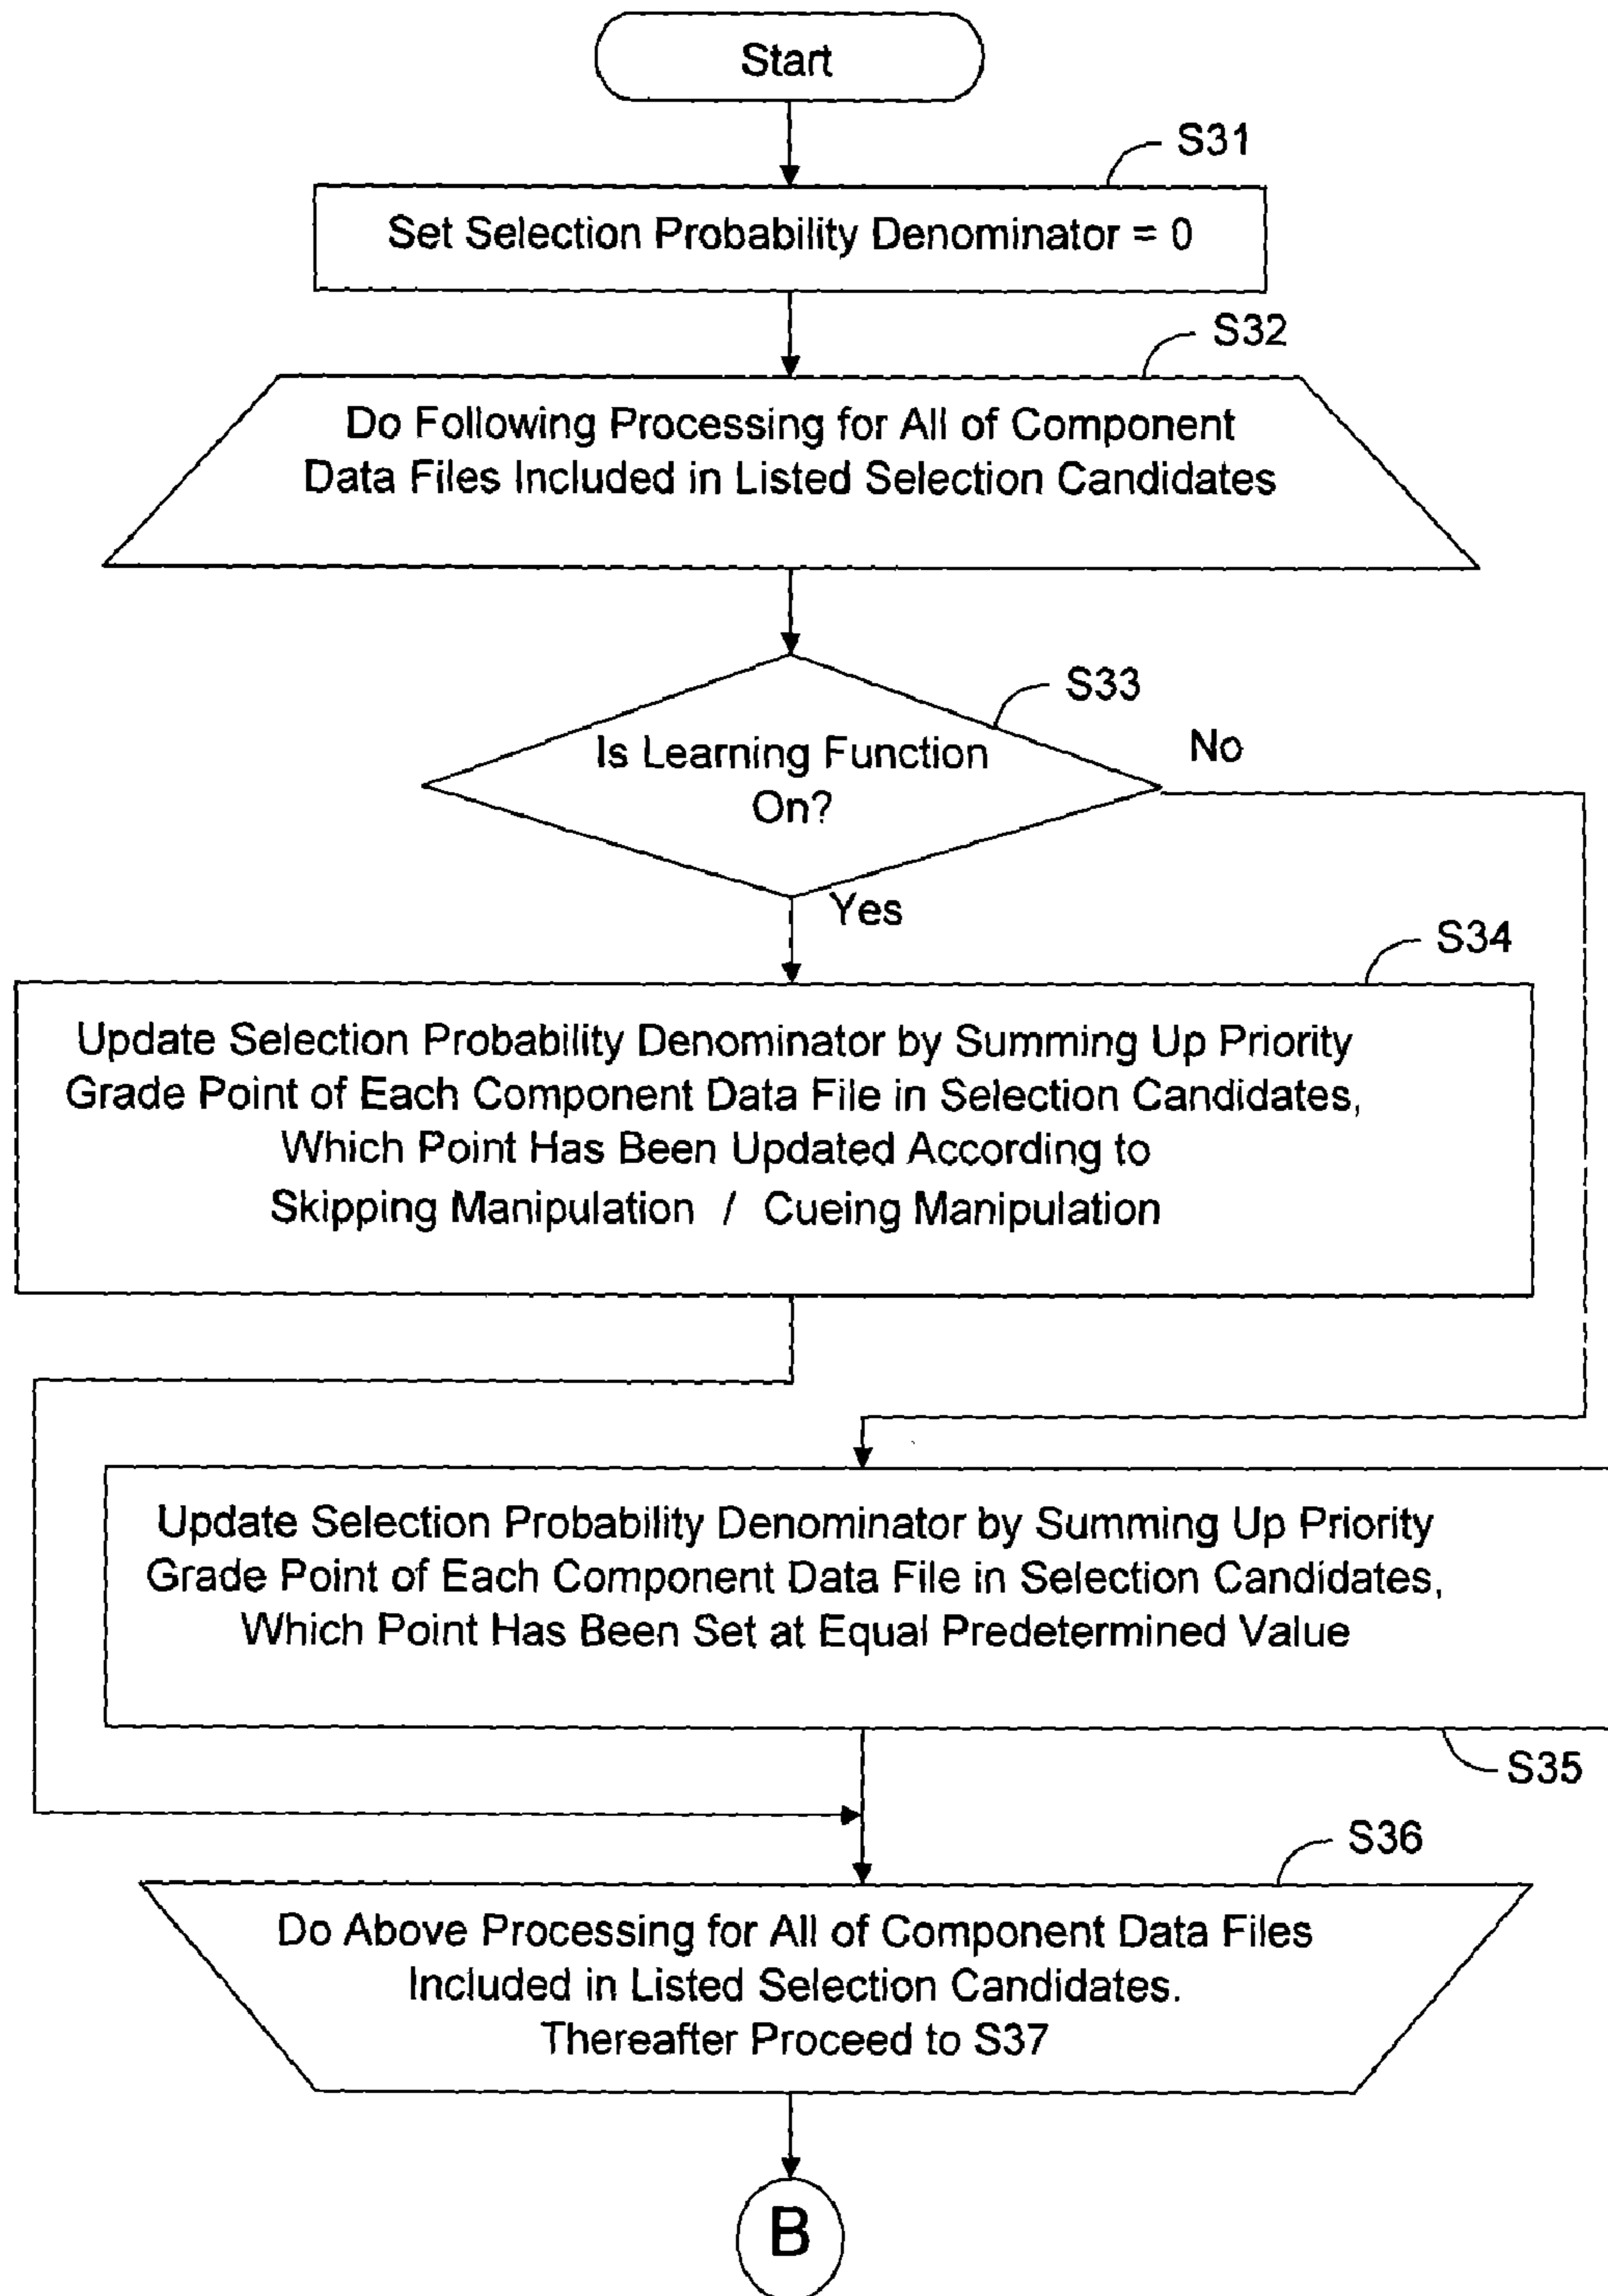 Start
S31
Set Selection Probability Denominator = 0
S32
Do Following Processing for All of Component
Data Files Included in Listed Selection Candidates
S33
Is Learning Function
On?
No
Yes
S34
Update Selection Probability Denominator by Summing Up Priority
Grade Point of Each Component Data File in Selection Candidates,
Which Point Has Been Updated According to
Skipping Manipulation / Cueing Manipulation
Update Selection Probability Denominator by Summing Up Priority
Grade Point of Each Component Data File in Selection Candidates,
Which Point Has Been Set at Equal Predetermined Value
S35
S36
Do Above Processing for All of Component Data Files
Included in Listed Selection Candidates.
Thereafter Proceed to S37
B